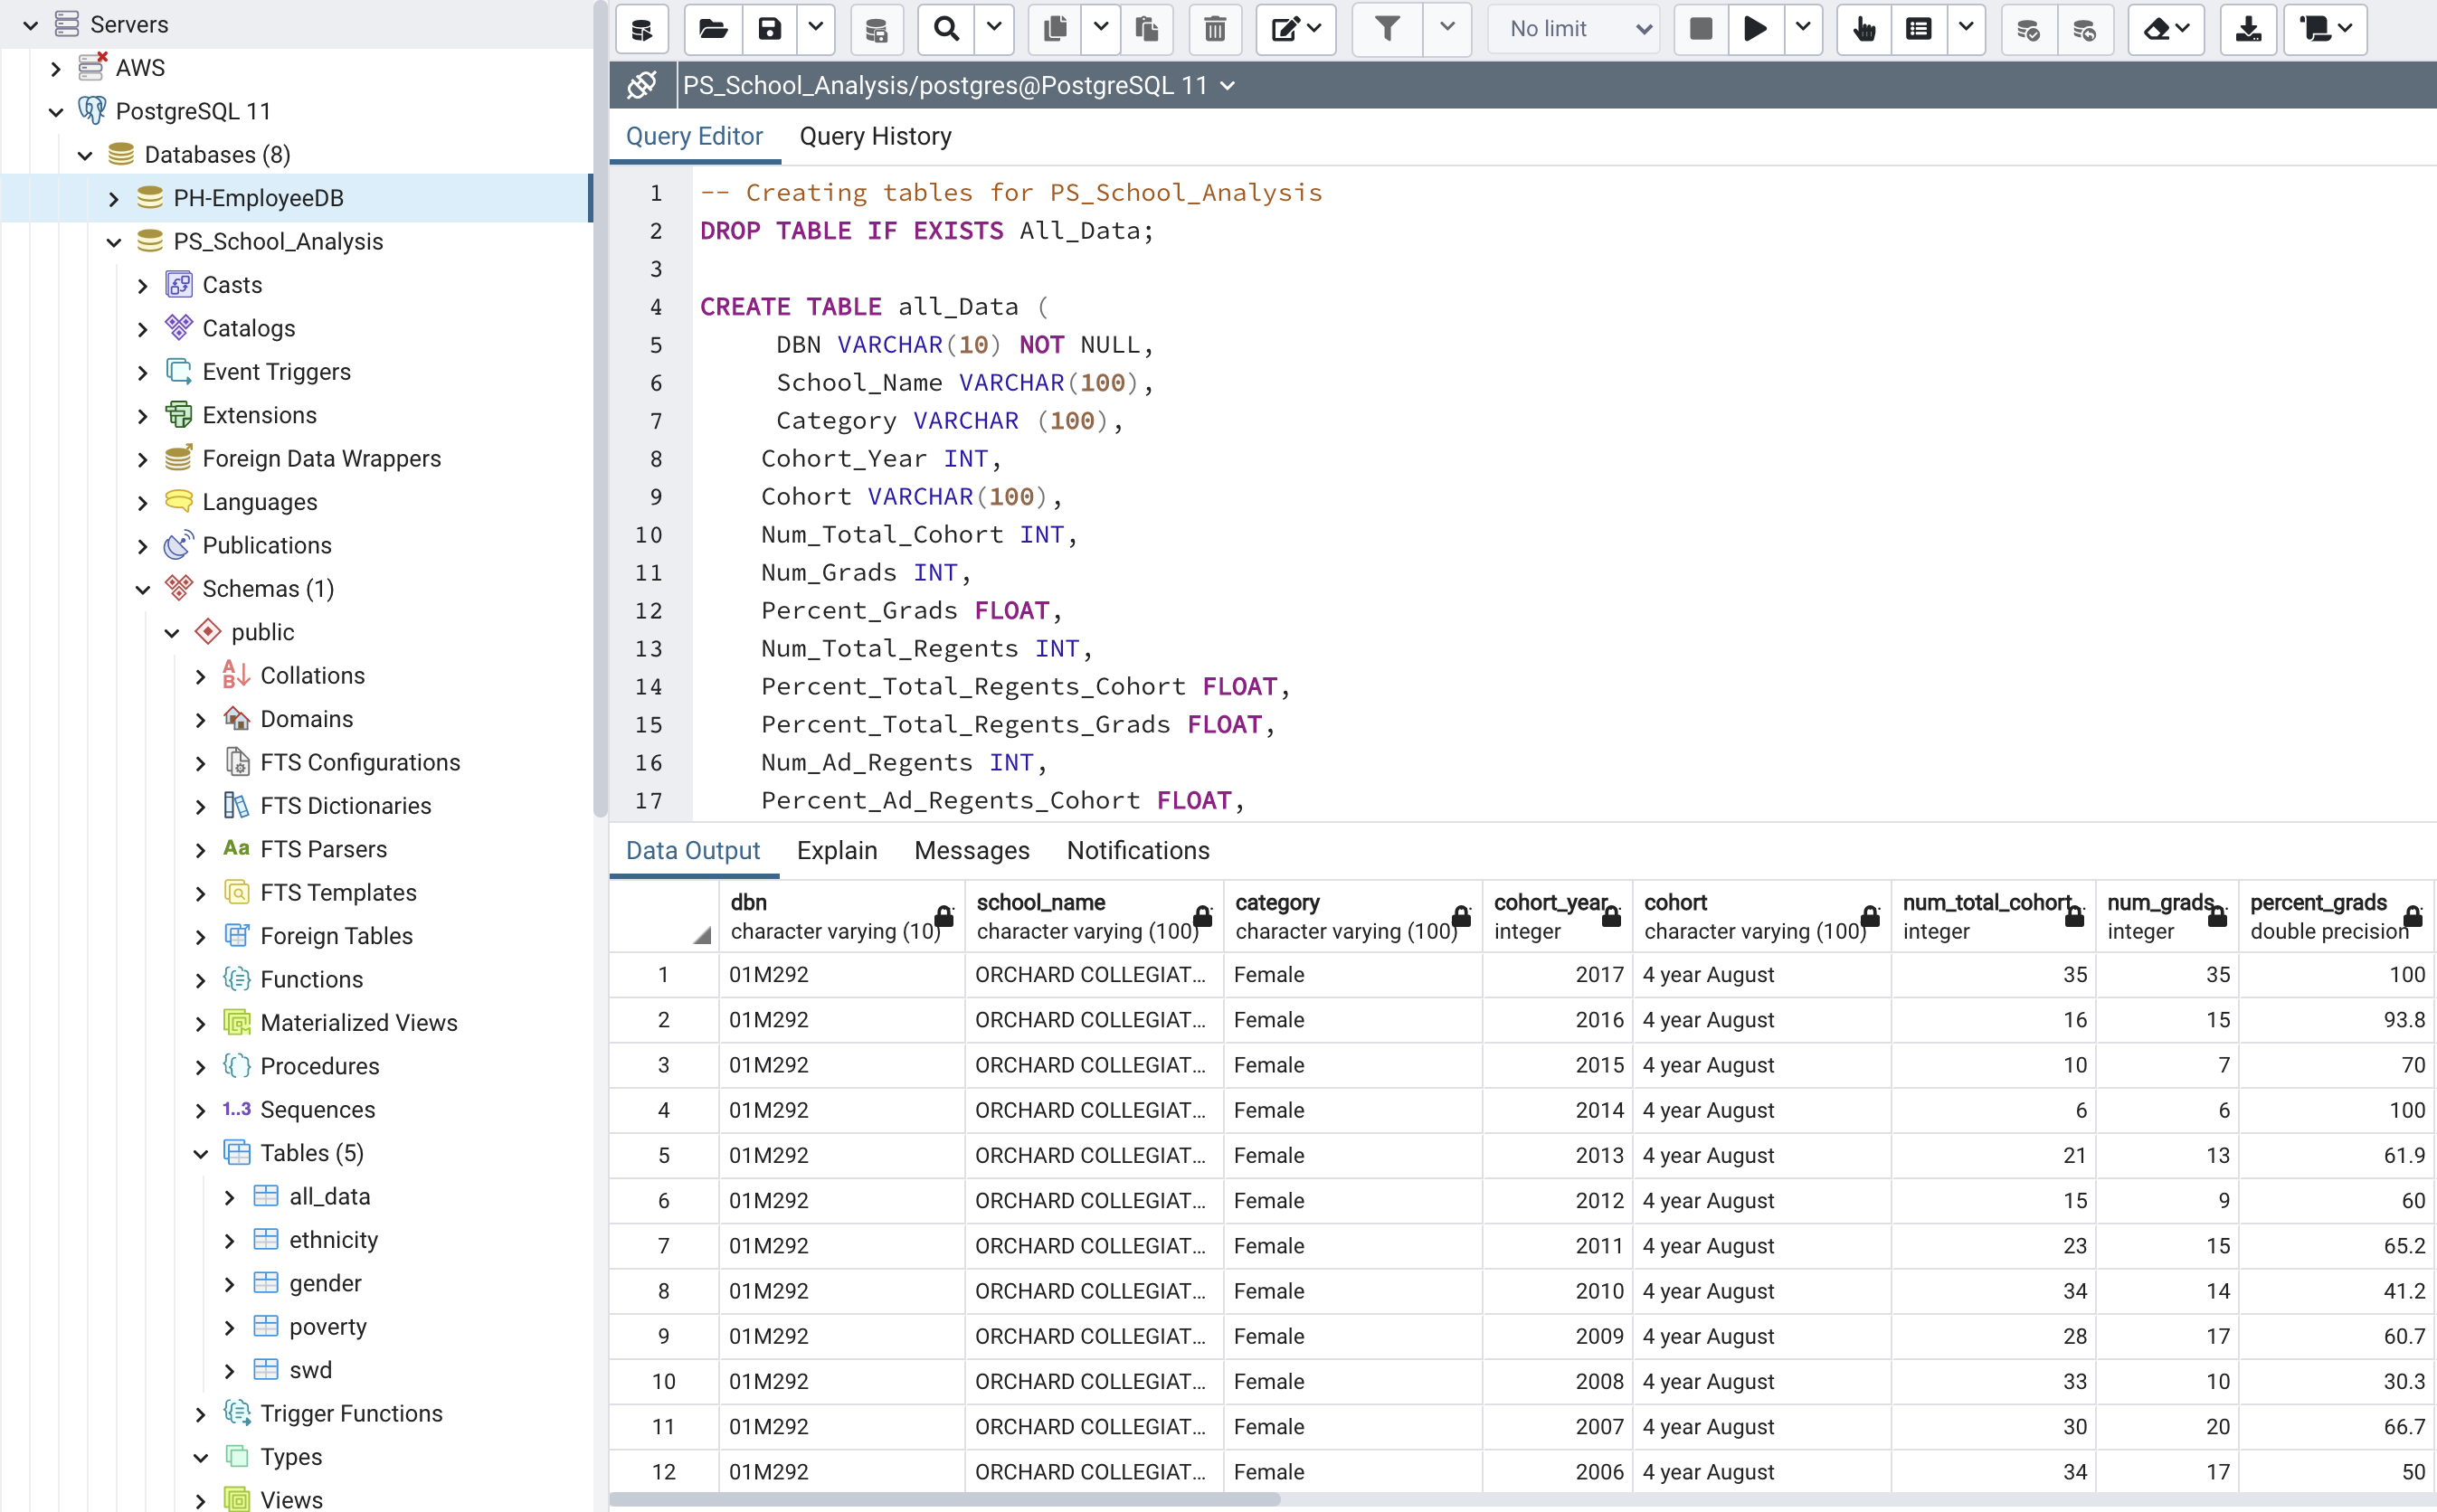 Servers
AWS
PostgreSQL 11
Databases (8)
PH-EmployeeDB
PS_School_Analysis
Casts
Catalogs
Event Triggers
Extensions
Foreign Data Wrappers
Languages
Publications
Schemas (1)
public
Collations
Domains
FTS Configurations
FTS Dictionaries
Aa FTS Parsers
FTS Templates
Foreign Tables
Functions
Materialized Views
Procedures
1..3 Sequences
Tables (5)
all_data
ethnicity
gender
poverty
swd
Trigger Functions
Types
Views
No limit
PS_School_Analysis/postgres@PostgreSQL 11
Query Editor Query History
1 -- Creating tables for PS_School_Analysis
2 DROP TABLE IF EXISTS All_Data;
3
4 CREATE TABLE all_Data (
5 DBN VARCHAR(10) NOT NULL,
6 School_Name VARCHAR(100),
7 Category VARCHAR (100),
8 Cohort_Year INT,
9 Cohort VARCHAR(100),
10 Num_Total_Cohort INT,
11 Num_Grads INT,
12 Percent_Grads FLOAT,
13 Num_Total_Regents INT,
14 Percent_Total_Regents_Cohort FLOAT,
15 Percent_Total_Regents_Grads FLOAT,
16 Num_Ad_Regents INT,
17 Percent_Ad_Regents_Cohort FLOAT,
Data Output Explain Messages Notifications
dbn school_name category cohort_year cohort num_total_cohort num_grads percent_grads
character varying (10) character varying (100) character varying (100) integer character varying (100) integer integer double precision
1 01M292 ORCHARD COLLEGIAT... Female 2017 4 year August 35 35 100
2 01M292 ORCHARD COLLEGIAT... Female 2016 4 year August 16 15 93.8
3 01M292 ORCHARD COLLEGIAT... Female 2015 4 year August 10 7 70
4 01M292 ORCHARD COLLEGIAT... Female 2014 4 year August 6 6 100
5 01M292 ORCHARD COLLEGIAT... Female 2013 4 year August 21 13 61.9
6 01M292 ORCHARD COLLEGIAT... Female 2012 4 year August 15 9 60
7 01M292 ORCHARD COLLEGIAT... Female 2011 4 year August 23 15 65.2
8 01M292 ORCHARD COLLEGIAT... Female 2010 4 year August 34 14 41.2
9 01M292 ORCHARD COLLEGIAT... Female 2009 4 year August 28 17 60.7
10 01M292 ORCHARD COLLEGIAT... Female 2008 4 year August 33 10 30.3
11 01M292 ORCHARD COLLEGIAT... Female 2007 4 year August 30 20 66.7
12 01M292 ORCHARD COLLEGIAT... Female 2006 4 year August 34 17 50